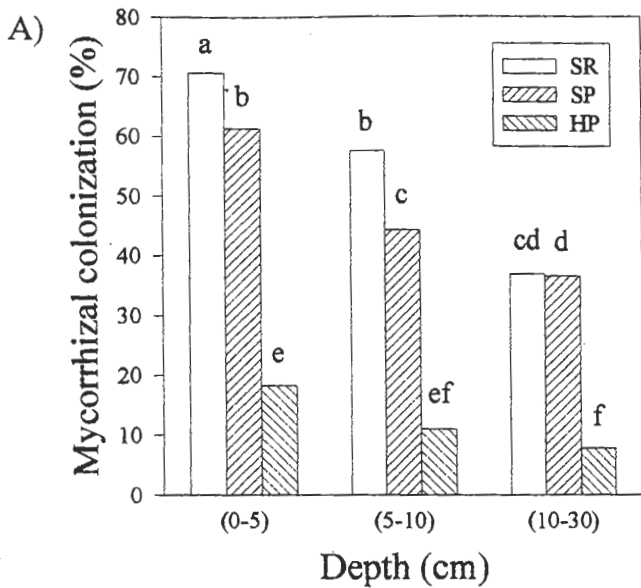 A)
Mycorrhizal colonization (%)
80
70
60
50
40
30
20
10
0
a
b
e
b
c
ef
cd
d
f
SR
SP
HP
(0-5)
(5-10)
(10-30)
Depth (cm)